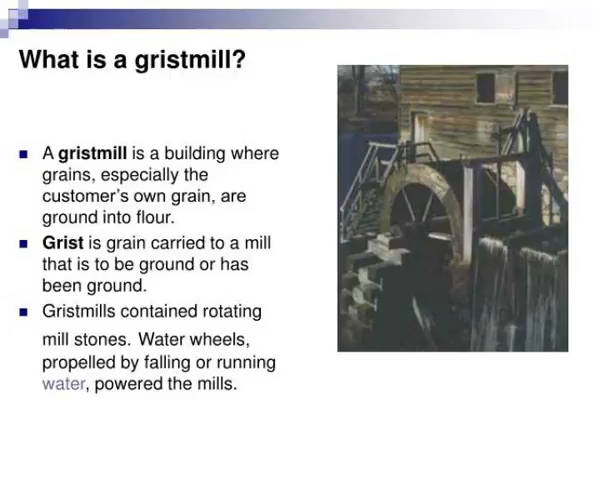 What is a gristmill?
A gristmill is a building where
grains, especially the
customer's own grain, are
ground into flour.
Grist is grain carried to a mill
that is to be ground or has
been ground.
Gristmills contained rotating
mill stones. Water wheels,
propelled by falling or running
water, powered the mills.